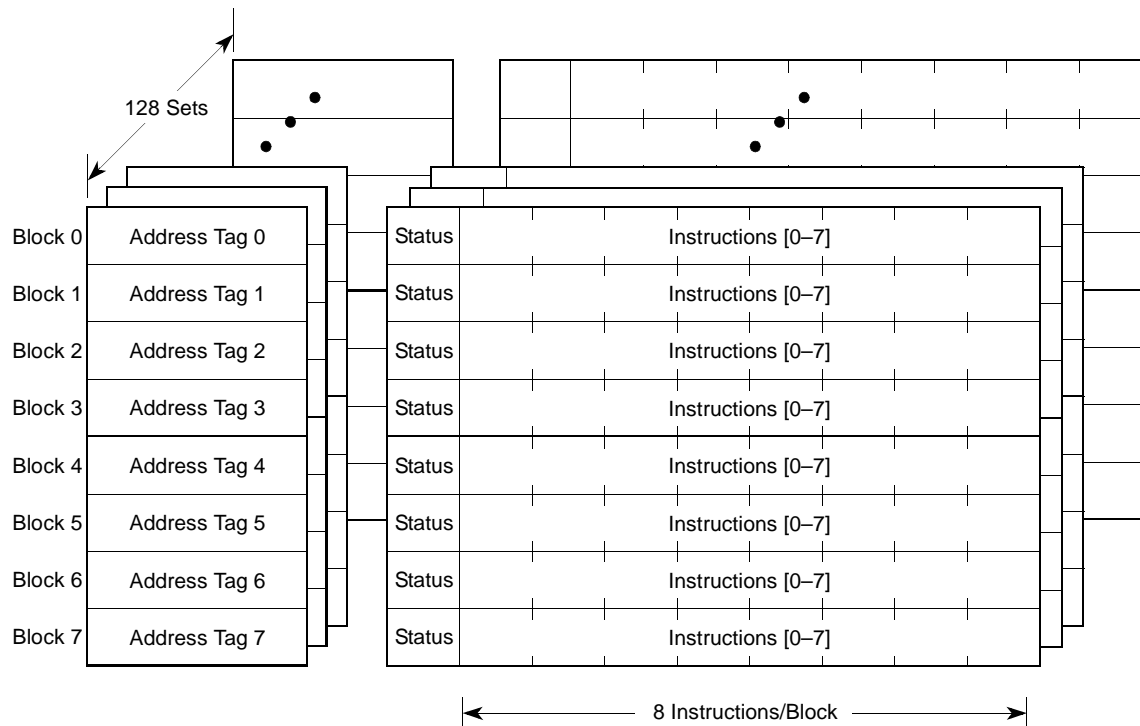 128 Sets
Block 0 Address Tag 0 Status Instructions [0–7]
Block 1 Address Tag 1 Status Instructions [0–7]
Block 2 Address Tag 2 Status Instructions [0–7]
Block 3 Address Tag 3 Status Instructions [0–7]
Block 4 Address Tag 4 Status Instructions [0–7]
Block 5 Address Tag 5 Status Instructions [0–7]
Block 6 Address Tag 6 Status Instructions [0–7]
Block 7 Address Tag 7 Status Instructions [0–7]
8 Instructions/Block